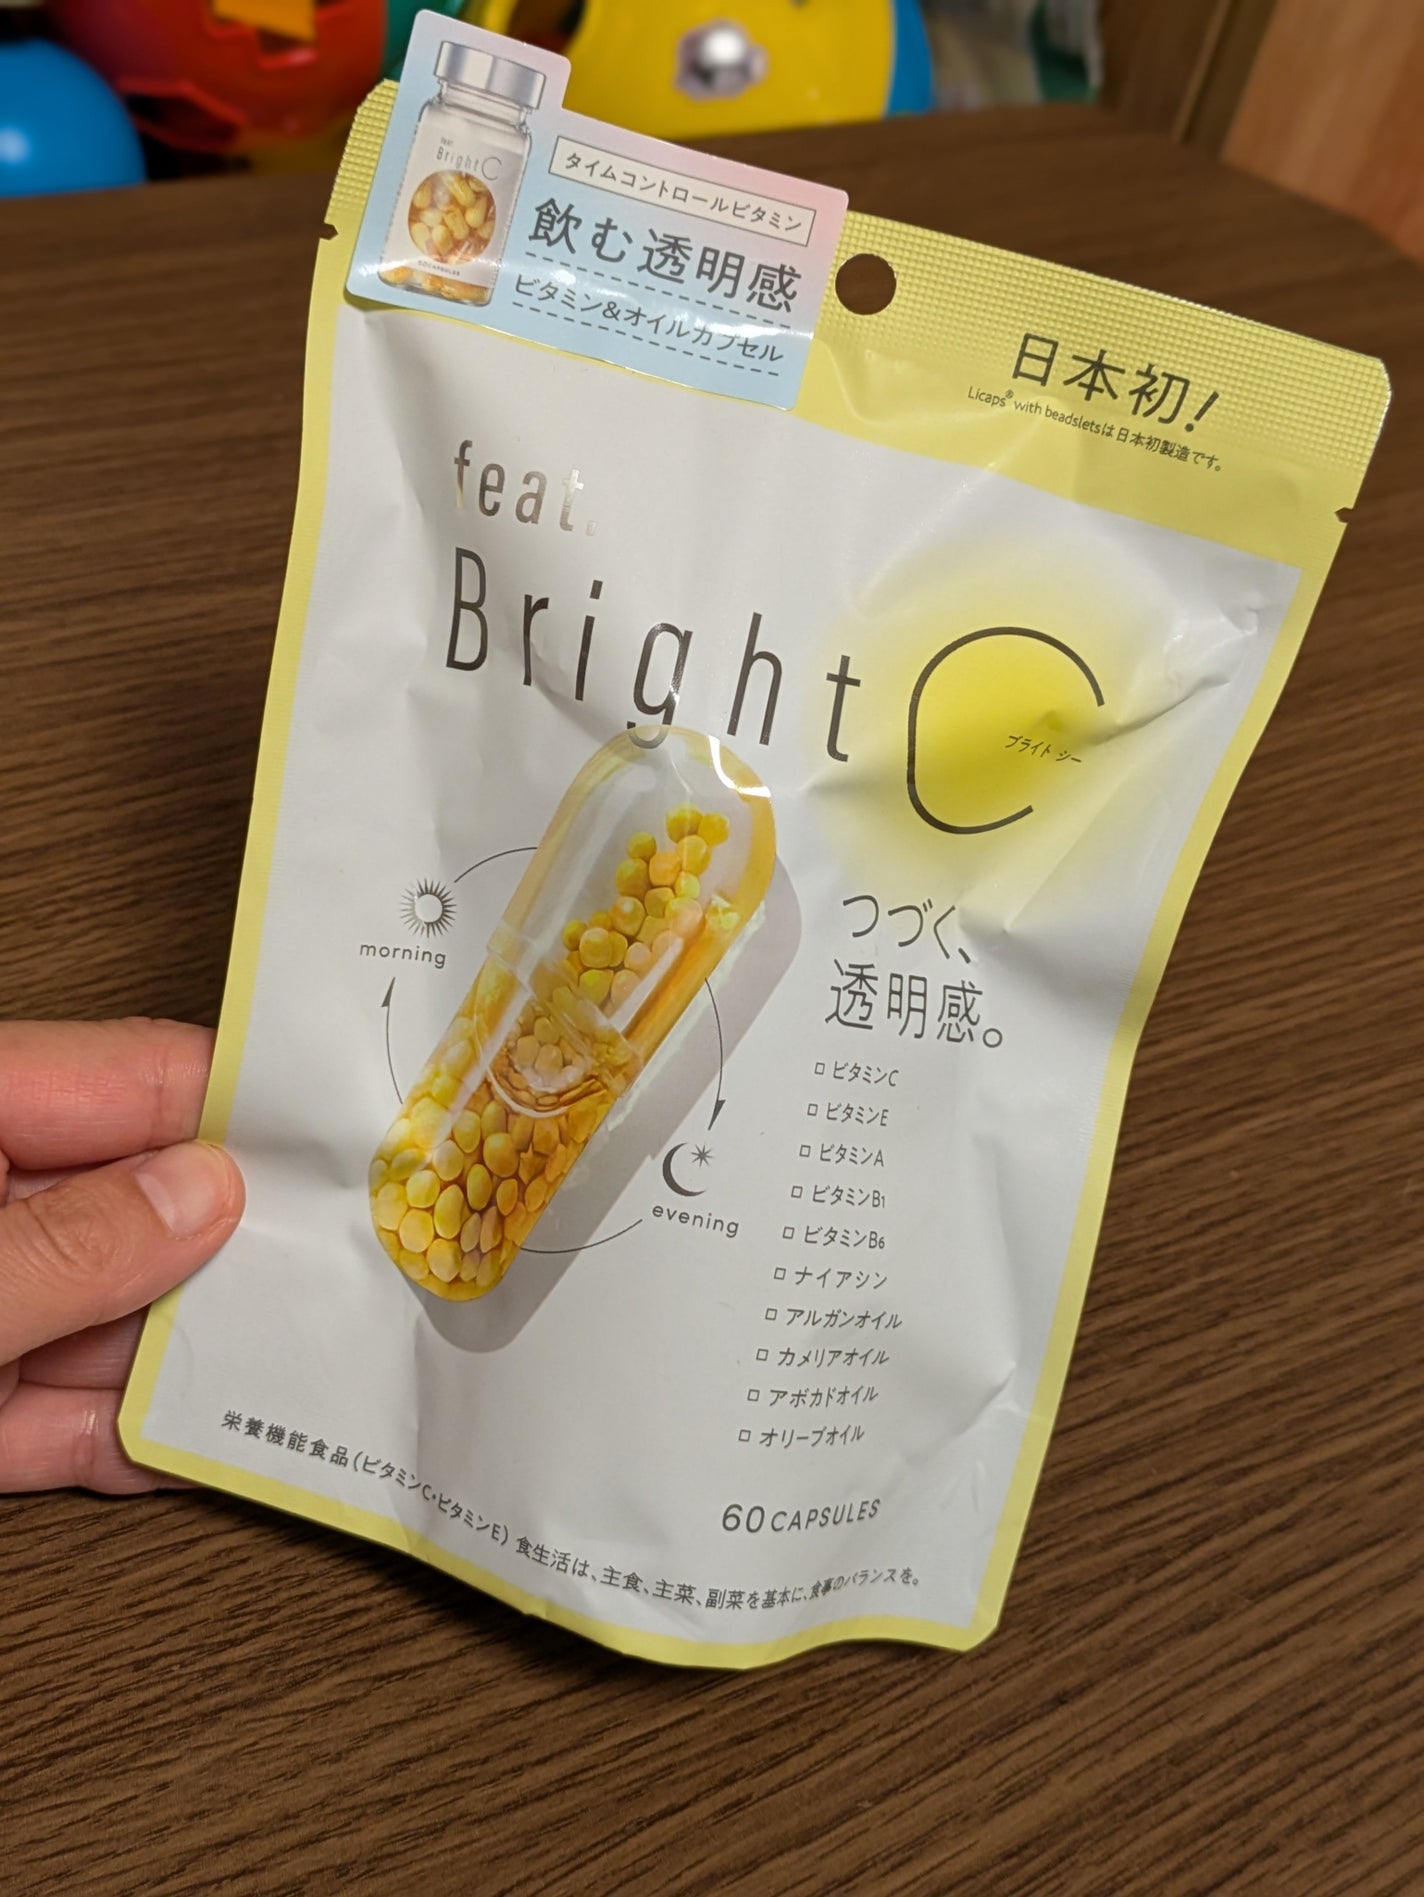 feat.
Bright C
60CAPSULES
タイムコントロールビタミン
飲む透明感
ビタミン&オイルカプセル
日本初!
Licaps® with beadsletsは日本初製造です。
feat.
Bright C
ブライト シー
morning
evening
つづく、
透明感。
ビタミンC
ビタミンE
ビタミンA
ビタミンB1
ビタミンB6
ナイアシン
アルガンオイル
カメリアオイル
アボカドオイル
オリーブオイル
60 CAPSULES
栄養機能食品(ビタミンC・ビタミンE) 食生活は、主食、主菜、副菜を基本に、食事のバランスを。